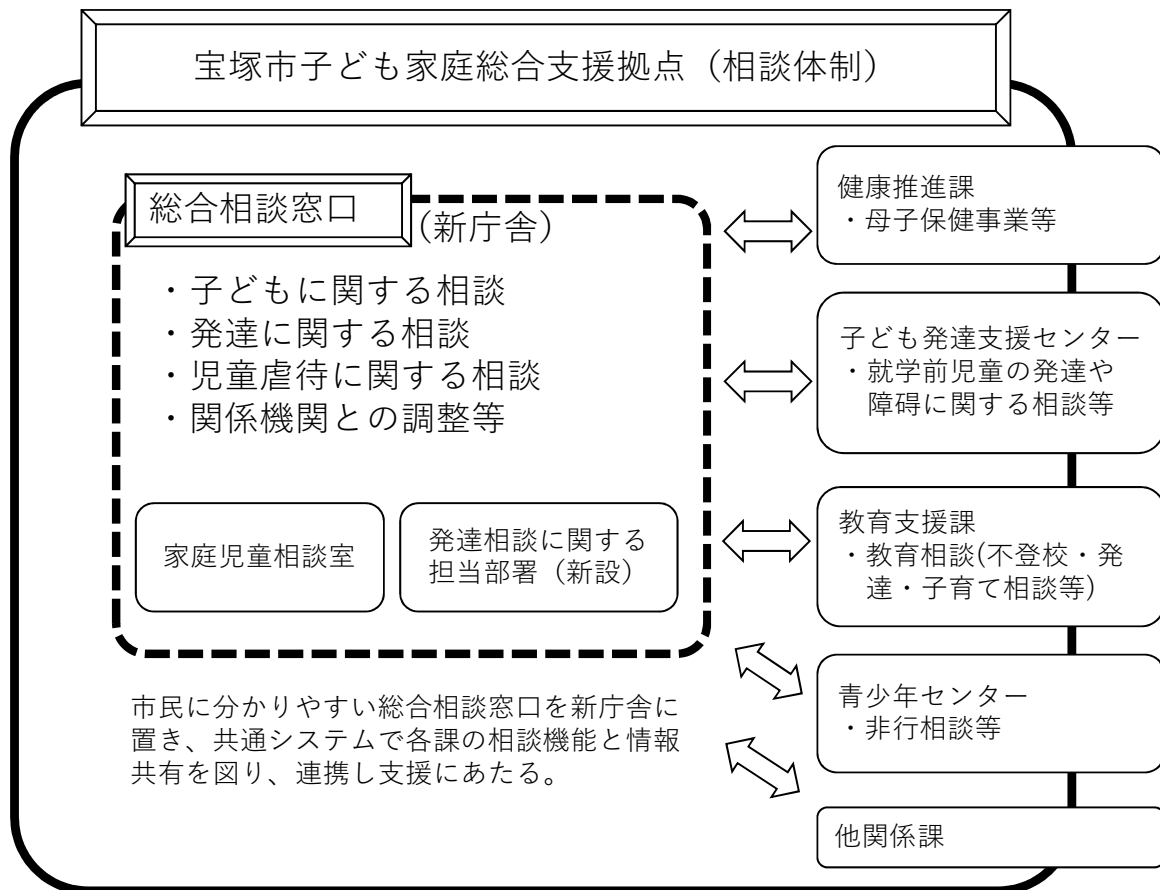 宝塚市子ども家庭総合支援拠点（相談体制）
総合相談窓口
(新庁舎)
・子どもに関する相談
・発達に関する相談
・児童虐待に関する相談
・関係機関との調整等
家庭児童相談室
発達相談に関する
担当部署（新設）
市民に分かりやすい総合相談窓口を新庁舎に
置き、共通システムで各課の相談機能と情報
共有を図り、連携し支援にあたる。
健康推進課
・母子保健事業等
子ども発達支援センター
・就学前児童の発達や
障碍に関する相談等
教育支援課
・教育相談(不登校・発
達・子育て相談等)
青少年センター
・非行相談等
他関係課